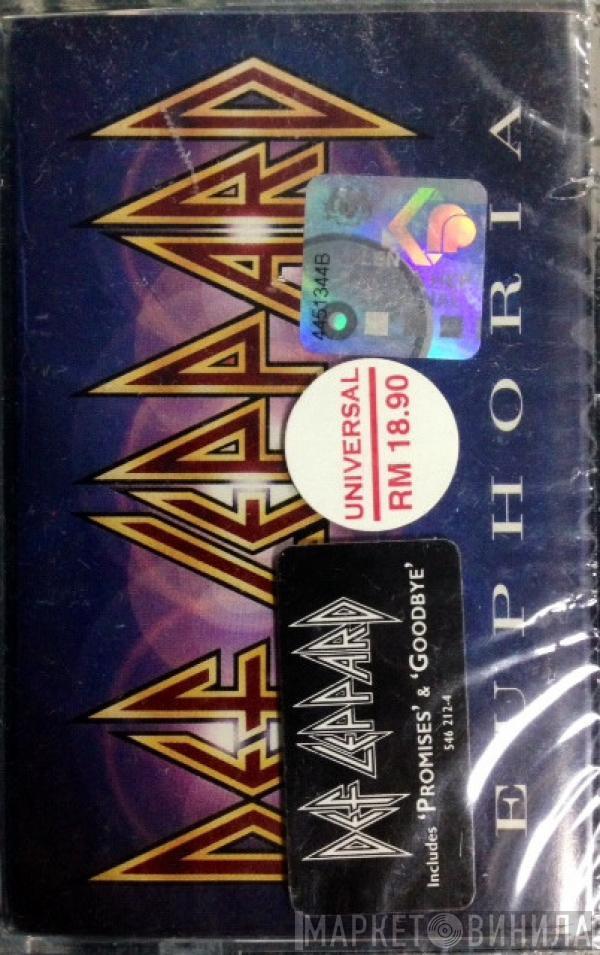 DEF LEPPARD
EUPHORIA
4451344B
UNIVERSAL
RM 18.90
DEF LEPPARD
Includes 'PROMISES' & 'GOODBYE'
546 212-4
МАРКЕТ ВИНИЛА